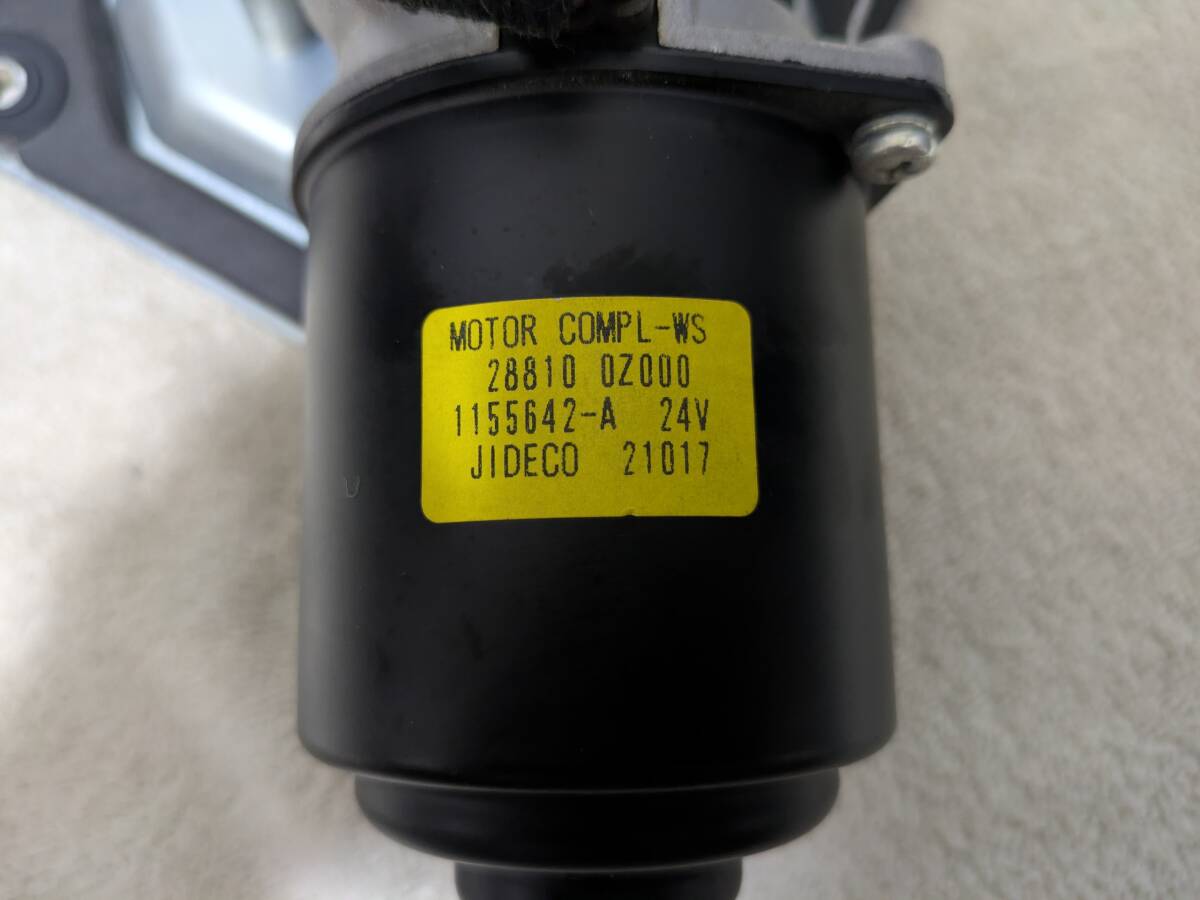 MOTOR COMPL-WS
28810 0Z000
1155642-A 24V
JIDECO 21017